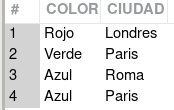 # COLOR CIUDAD
1 Rojo Londres
2 Verde Paris
3 Azul Roma
4 Azul Paris